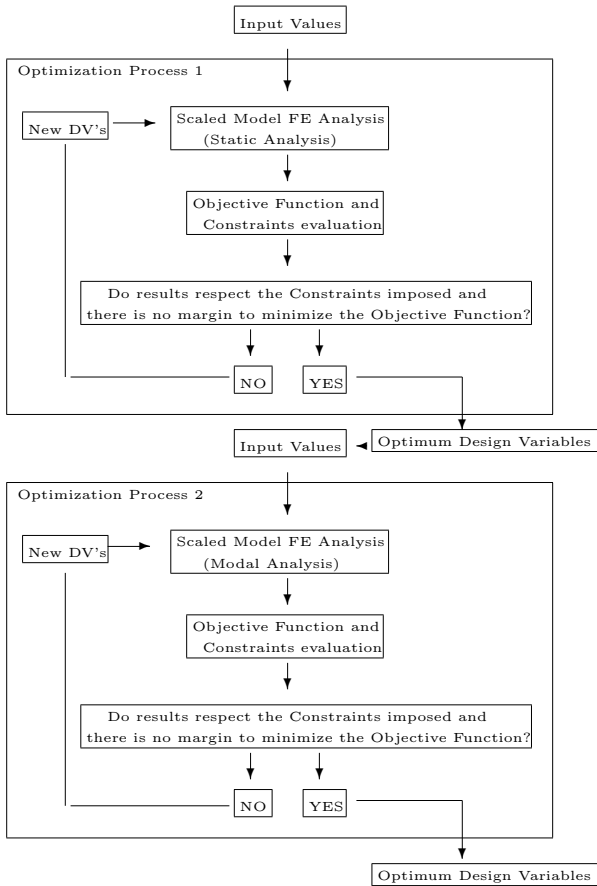 Input Values
Optimization Process 1
New DV's
Scaled Model FE Analysis
(Static Analysis)
Objective Function and
Constraints evaluation
Do results respect the Constraints imposed and
there is no margin to minimize the Objective Function?
NO
YES
Optimum Design Variables
Input Values
Optimization Process 2
New DV's
Scaled Model FE Analysis
(Modal Analysis)
Objective Function and
Constraints evaluation
Do results respect the Constraints imposed and
there is no margin to minimize the Objective Function?
NO
YES
Optimum Design Variables